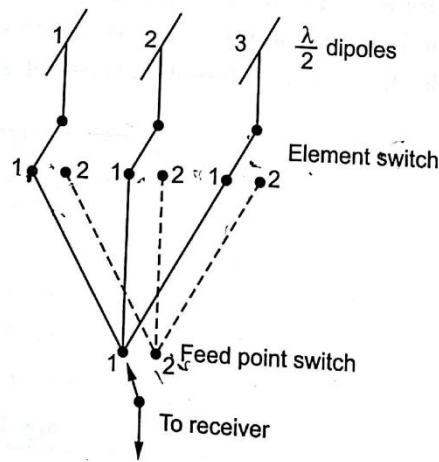 1 2 3 λ/2 dipoles
1 2 1 2 1 2 Element switch
1 2 Feed point switch
To receiver